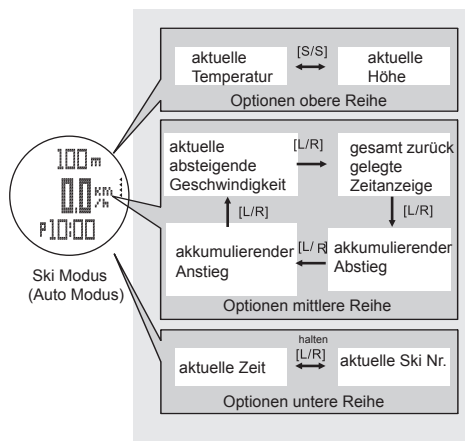 [S/S]
aktuelle
Temperatur
aktuelle
Höhe
Optionen obere Reihe
aktuelle
absteigende
Geschwindigkeit
[L/R]
gesamt zurück
gelegte
Zeitanzeige
[L/R]
[L/R]
akkumulierender
Anstieg
[L/ R]
akkumulierender
Abstieg
Optionen mittlere Reihe
100 m
0.0 KM/h
P 10:00
Ski Modus
(Auto Modus)
halten
[L/R]
aktuelle Zeit
aktuelle Ski Nr.
Optionen untere Reihe